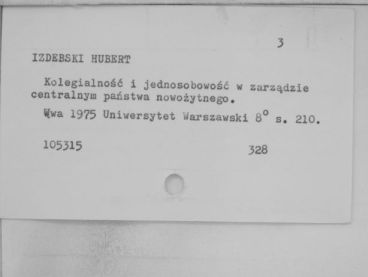 3
IZDEBSKI HUBERT
Kolegialność i jednosobowość w zarządzie
centralnym państwa nowożytnego.
Wwa 1975 Uniwersytet Warszawski 8° s. 210.
105315 328